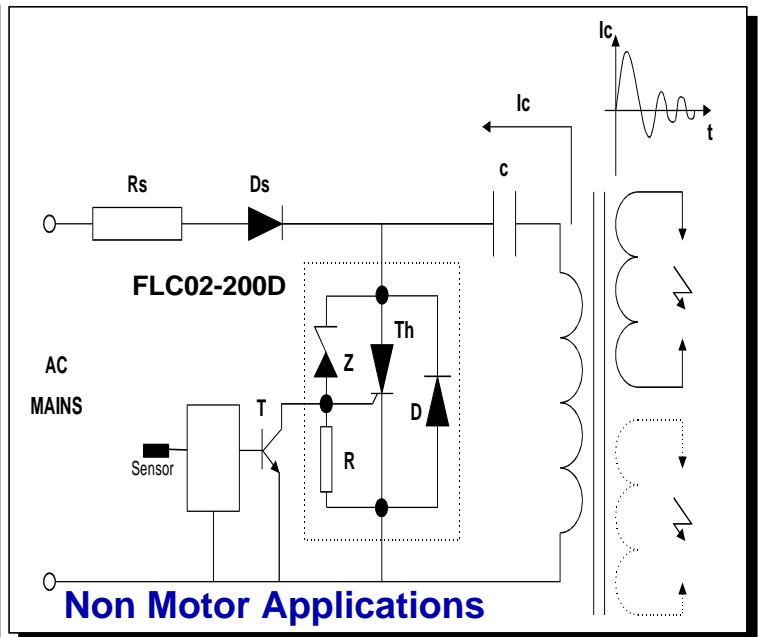 Ic
Ic
t
c
Rs
Ds
FLC02-200D
Th
Z
AC
MAINS
T
D
R
Sensor
Non Motor Applications